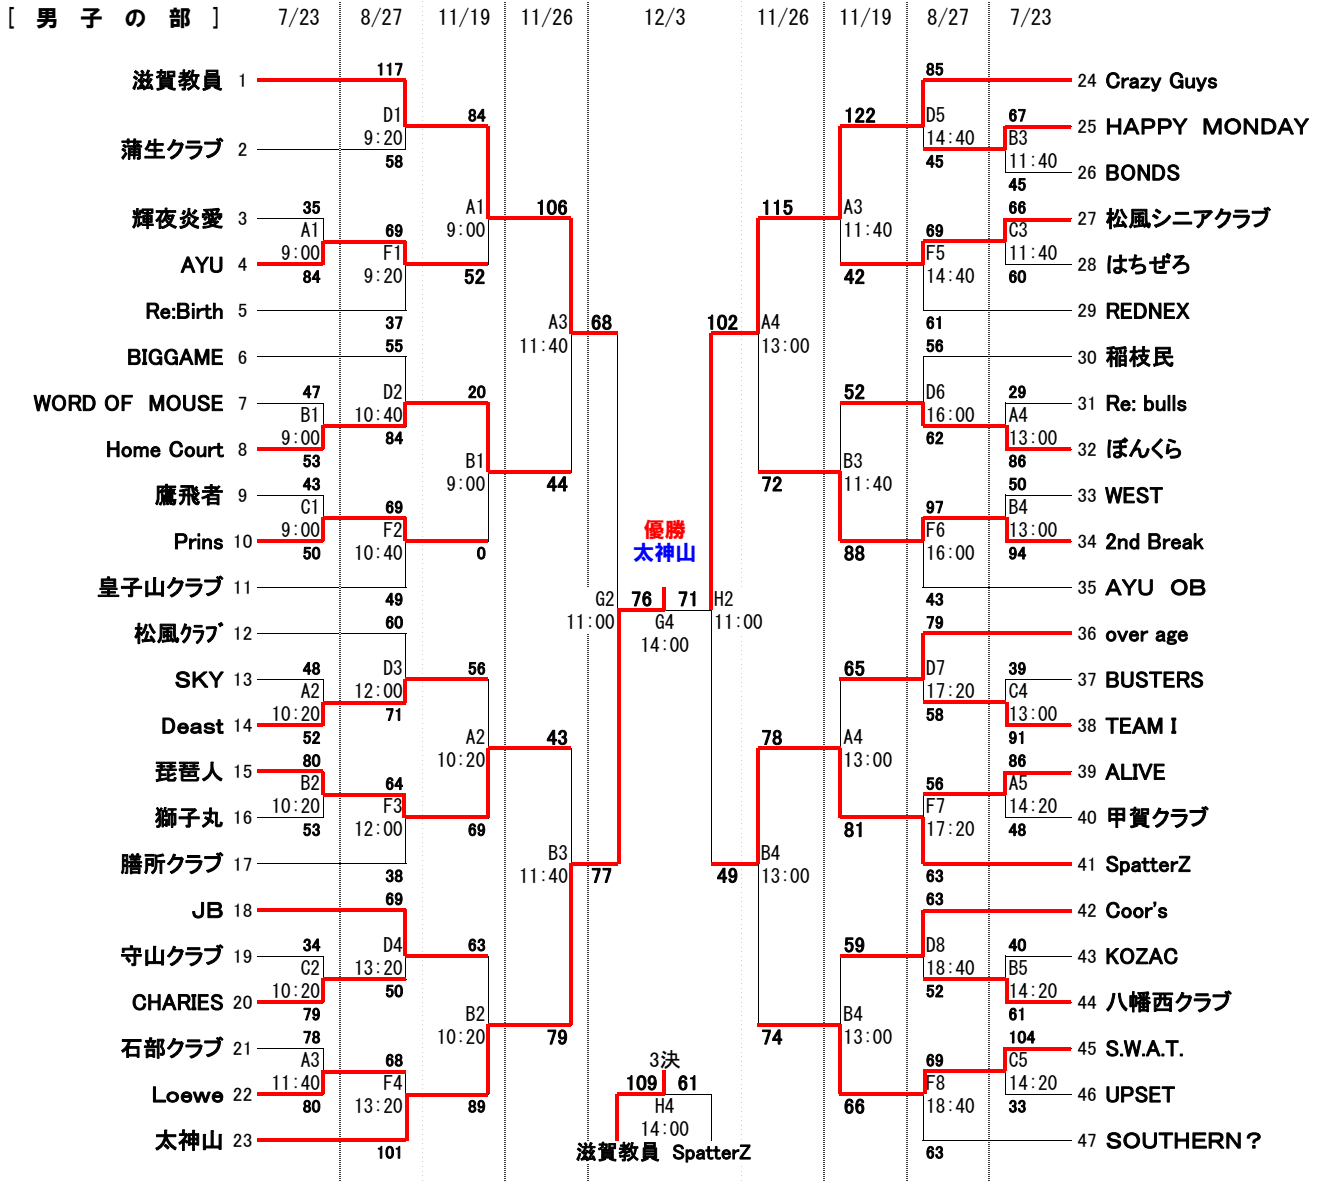 [ 男 子 の 部 ] 7/23 8/27 11/19 11/26 12/3 11/26 11/19 8/27 7/23
117 85
滋賀教員 1 24 Crazy Guys
D1 84 122 D5 67
9:20 14:40 B3 25 HAPPY MONDAY
蒲生クラブ 2 58 45 11:40
45 26 BONDS
35 A1 106 115 A3 66
輝夜炎愛 3 69 9:00 11:40 69 27 松風シニアクラブ
A1 F1 F5 C3
9:00 9:20 14:40 11:40
AYU 4 84 52 42 60 28 はちぜろ
Re:Birth 5 37 61 29 REDNEX
A3 68 102 A4
11:40 13:00
BIGGAME 6 55 56 30 稲枝民
47 D2 20 52 D6 29
WORD OF MOUSE 7 10:40 16:00 31 Re: bulls
B1 84 62 A4
9:00 13:00
Home Court 8 53 86 32 ぼんくら
B1 44 72 B3
9:00 11:40
43 50
鷹飛者 9 69 97 33 WEST
C1 F2 F6 B4
9:00 10:40 16:00 13:00
Prins 10 50 0 88 94 34 2nd Break
優勝
太神山
皇子山クラブ 11 49 43 35 AYU OB
G2 76 71 H2
11:00 G4 11:00
14:00
松風ｸﾗﾌﾞ 12 60 79 36 over age
48 D3 56 65 D7 39
SKY 13 12:00 17:20 37 BUSTERS
A2 71 58 C4
10:20 13:00
Deast 14 52 91 38 TEAM I
A2 43 78 A4
10:20 13:00
80 86
琵琶人 15 64 56 39 ALIVE
B2 F3 F7 A5
10:20 12:00 17:20 14:20
獅子丸 16 53 69 81 48 40 甲賀クラブ
膳所クラブ 17 38 63 41 SpatterZ
B3 77 49 B4
11:40 13:00
JB 18 69 63 42 Coor's
34 D4 63 59 D8 40
守山クラブ 19 13:20 18:40 43 KOZAC
C2 50 52 B5
10:20 14:20
CHARIES 20 79 61 44 八幡西クラブ
B2 79 74 B4
10:20 13:00
78 104
石部クラブ 21 68 69 45 S.W.A.T.
A3 F4 F8 C5
11:40 13:20 18:40 14:20
Loewe 22 80 89 66 33 46 UPSET
3決
109 61
H4
14:00
太神山 23 101 63 47 SOUTHERN？
滋賀教員 SpatterZ